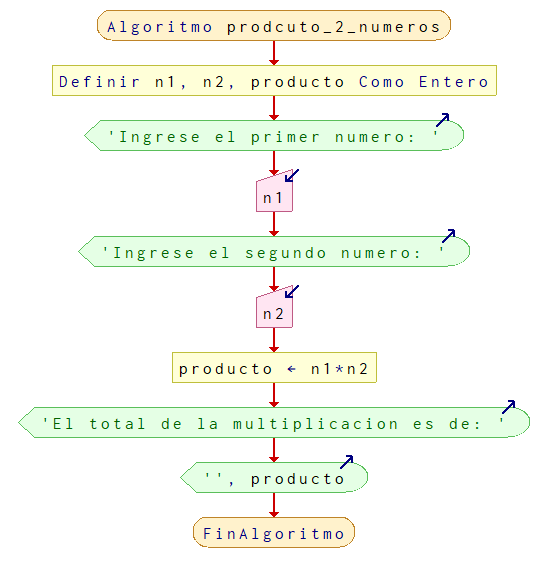 Algoritmo prodcuto_2_numeros
Definir n1, n2, producto Como Entero
'Ingrese el primer numero: '
n1
'Ingrese el segundo numero: '
n2
producto ← n1*n2
'El total de la multiplicacion es de: '
'', producto
FinAlgoritmo